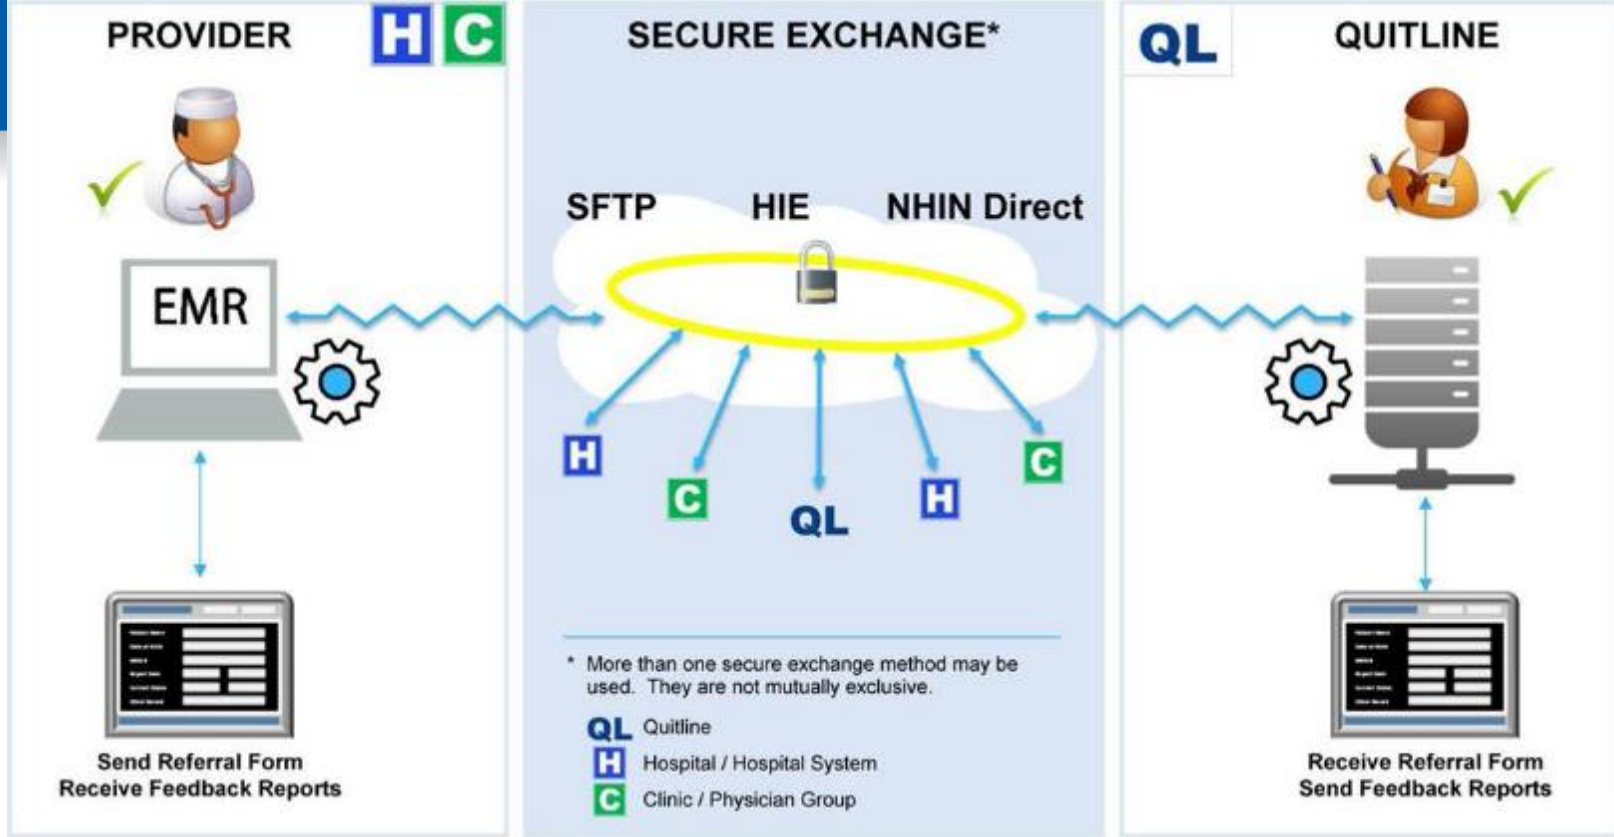 PROVIDER
H C
EMR
Send Referral Form
Receive Feedback Reports
SECURE EXCHANGE*
SFTP HIE NHIN Direct
H
C
QL
H
C
* More than one secure exchange method may be
used. They are not mutually exclusive.
QL Quitline
H Hospital / Hospital System
C Clinic / Physician Group
QL QUITLINE
Receive Referral Form
Send Feedback Reports